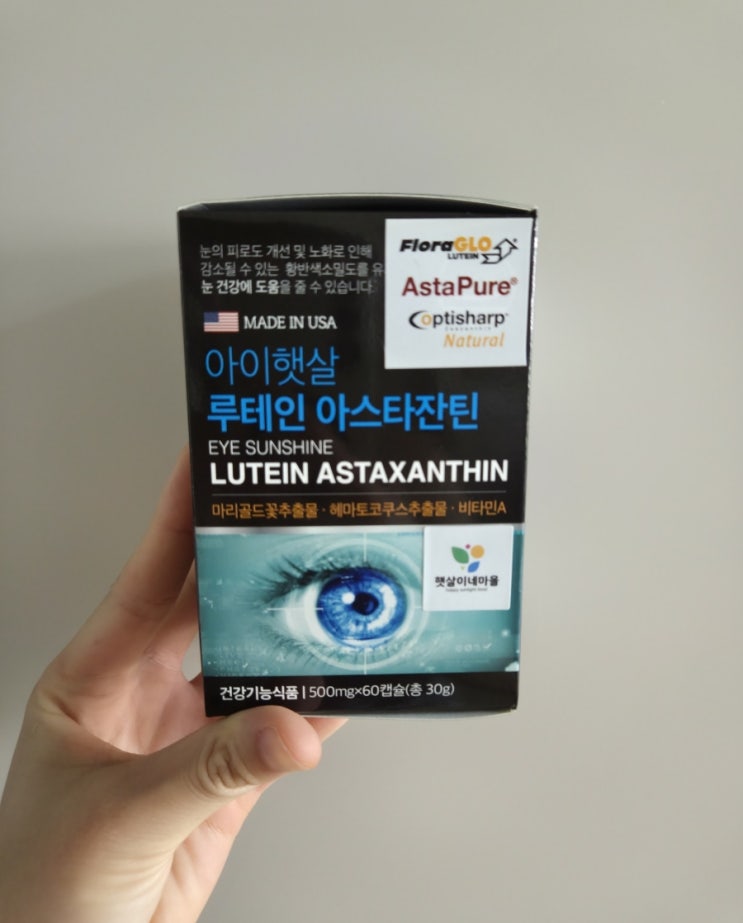 눈의 피로도 개선 및 노화로 인해
감소될 수 있는 황반색소밀도를 유
눈 건강에 도움을 줄 수 있습니다.
FloraGLO
LUTEIN
AstaPure®
Optisharp
Natural
MADE IN USA
아이햇살
루테인 아스타잔틴
EYE SUNSHINE
LUTEIN ASTAXANTHIN
마리골드꽃추출물 · 헤마토코쿠스추출물 · 비타민A
햇살이네마을
건강기능식품 | 500mg×60캡슐(총 30g)